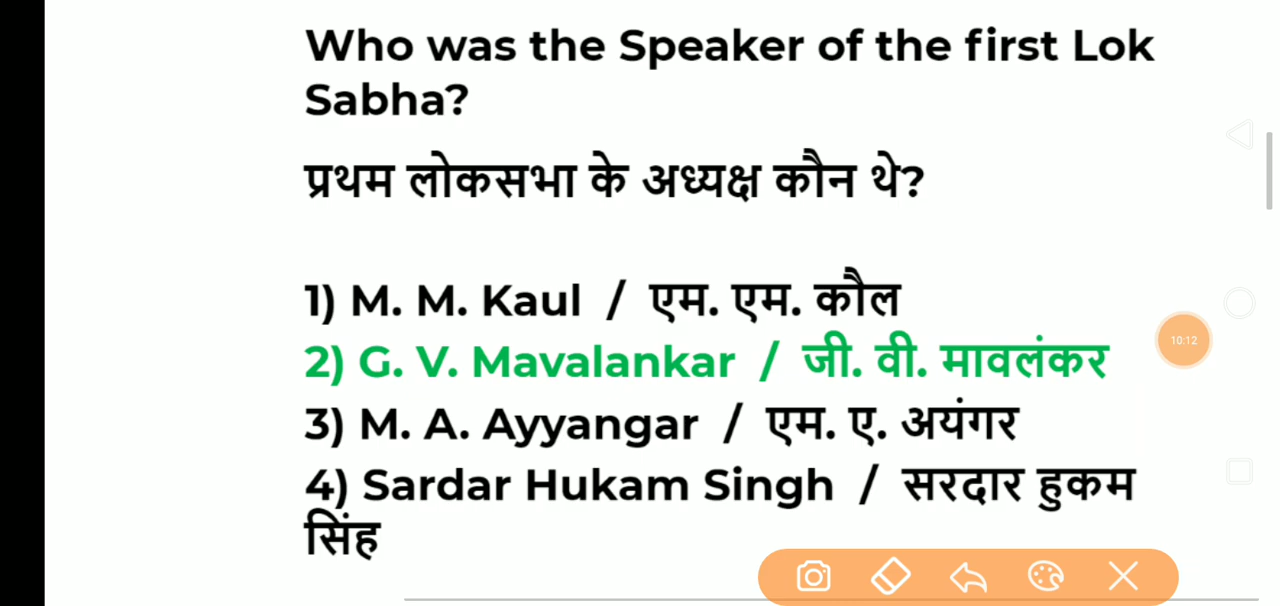 Who was the Speaker of the first Lok
Sabha?
प्रथम लोकसभा के अध्यक्ष कौन थे?
1) M. M. Kaul / एम. एम. कौल
2) G. V. Mavalankar / जी. वी. मावलंकर
10:12
3) M. A. Ayyangar / एम. ए. अयंगर
4) Sardar Hukam Singh / सरदार हुकम
सिंह